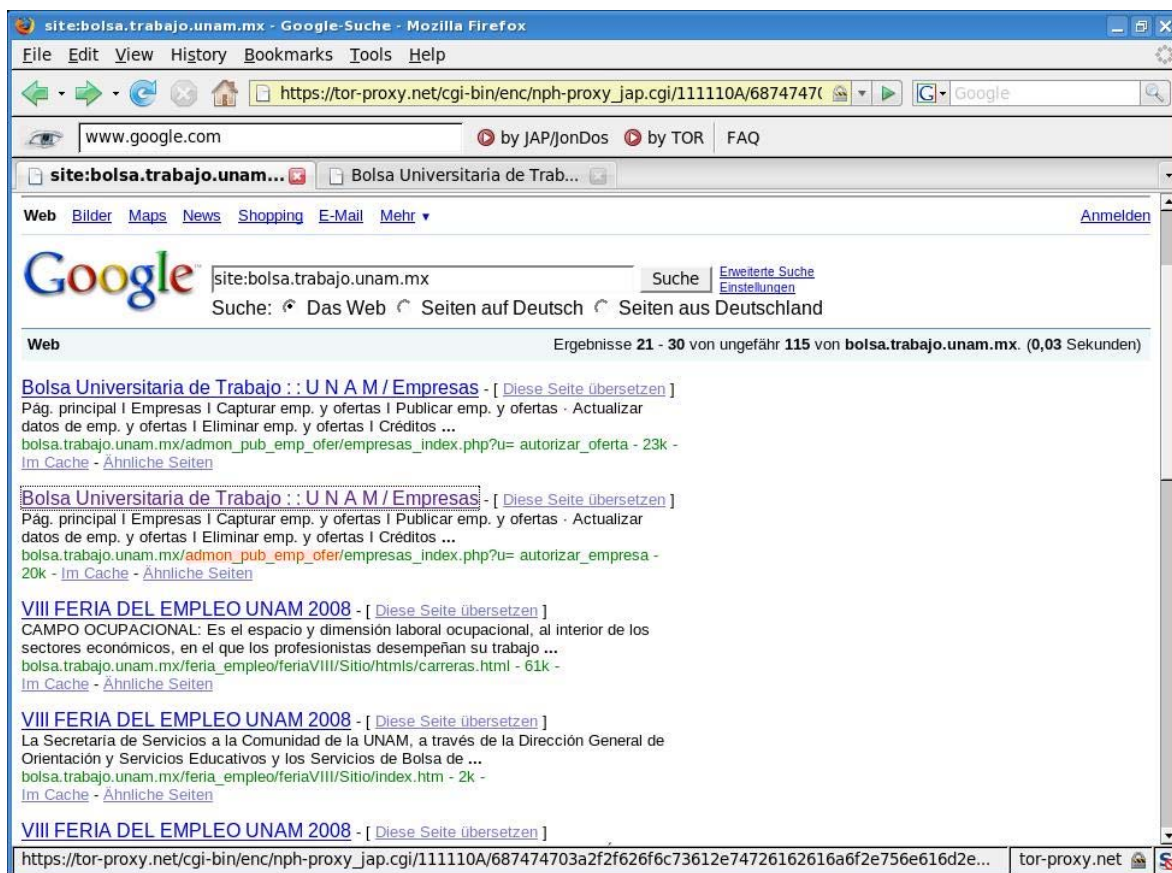 site:bolsa.trabajo.unam.mx - Google-Suche - Mozilla Firefox
File Edit View History Bookmarks Tools Help
https://tor-proxy.net/cgi-bin/enc/nph-proxy_jap.cgi/111110A/68747470 G Google
www.google.com by JAP/JonDos by TOR FAQ
site:bolsa.trabajo.unam... Bolsa Universitaria de Trab...
Web Bilder Maps News Shopping E-Mail Mehr ▼ Anmelden
Google™ site:bolsa.trabajo.unam.mx Suche Erweiterte Suche
Einstellungen
Suche: Das Web Seiten auf Deutsch Seiten aus Deutschland
Web Ergebnisse 21 - 30 von ungefähr 115 von bolsa.trabajo.unam.mx. (0,03 Sekunden)
Bolsa Universitaria de Trabajo : : U N A M / Empresas - [ Diese Seite übersetzen ]
Pág. principal I Empresas I Capturar emp. y ofertas I Publicar emp. y ofertas · Actualizar
datos de emp. y ofertas I Eliminar emp. y ofertas I Créditos ...
bolsa.trabajo.unam.mx/admon_pub_emp_ofer/empresas_index.php?u= autorizar_oferta - 23k -
Im Cache - Ähnliche Seiten
Bolsa Universitaria de Trabajo : : U N A M / Empresas - [ Diese Seite übersetzen ]
Pág. principal I Empresas I Capturar emp. y ofertas I Publicar emp. y ofertas · Actualizar
datos de emp. y ofertas I Eliminar emp. y ofertas I Créditos ...
bolsa.trabajo.unam.mx/admon_pub_emp_ofer/empresas_index.php?u= autorizar_empresa -
20k - Im Cache - Ähnliche Seiten
VIII FERIA DEL EMPLEO UNAM 2008 - [ Diese Seite übersetzen ]
CAMPO OCUPACIONAL: Es el espacio y dimensión laboral ocupacional, al interior de los
sectores económicos, en el que los profesionistas desempeñan su trabajo ...
bolsa.trabajo.unam.mx/feria_empleo/feriaVIII/Sitio/htmls/carreras.html - 61k -
Im Cache - Ähnliche Seiten
VIII FERIA DEL EMPLEO UNAM 2008 - [ Diese Seite übersetzen ]
La Secretaría de Servicios a la Comunidad de la UNAM, a través de la Dirección General de
Orientación y Servicios Educativos y los Servicios de Bolsa de ...
bolsa.trabajo.unam.mx/feria_empleo/feriaVIII/Sitio/index.htm - 2k -
Im Cache - Ähnliche Seiten
VIII FERIA DEL EMPLEO UNAM 2008 - [ Diese Seite übersetzen ]
https://tor-proxy.net/cgi-bin/enc/nph-proxy_jap.cgi/111110A/687474703a2f2f626f6c73612e74726162616a6f2e756e616d2e... tor-proxy.net